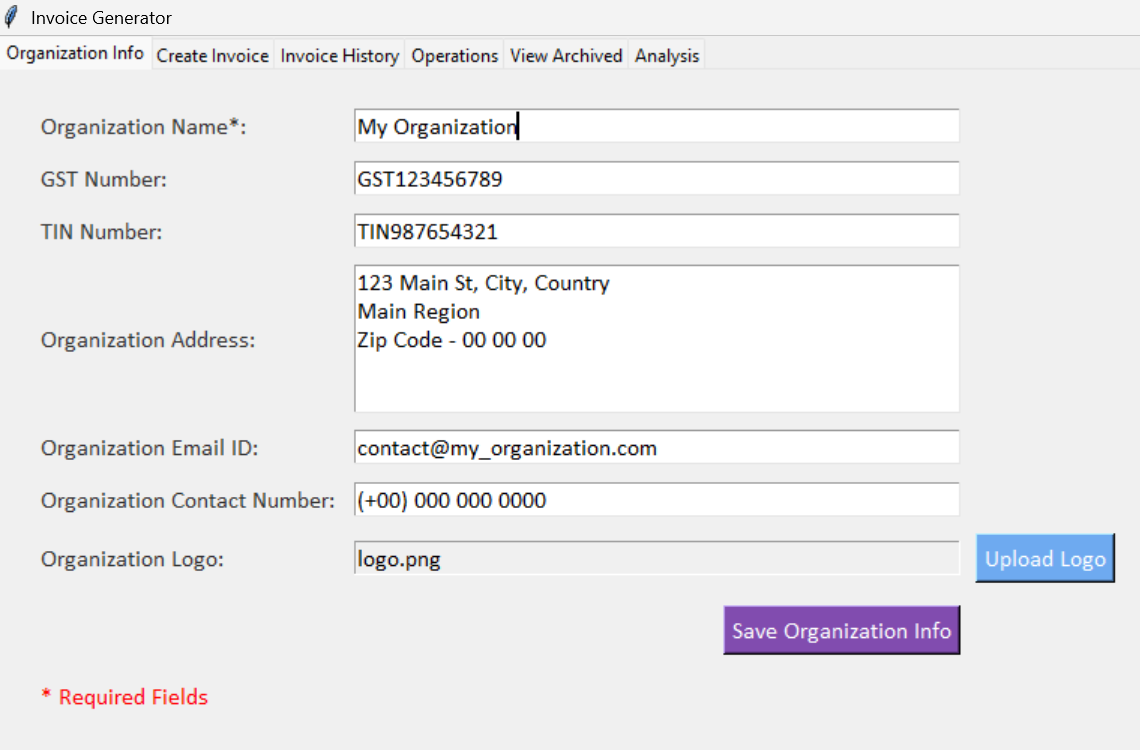 Invoice Generator
Organization Info Create Invoice Invoice History Operations View Archived Analysis
Organization Name*: My Organization
GST Number: GST123456789
TIN Number: TIN987654321
123 Main St, City, Country
Main Region
Organization Address: Zip Code - 00 00 00
Organization Email ID: contact@my_organization.com
Organization Contact Number: (+00) 000 000 0000
Organization Logo: logo.png Upload Logo
Save Organization Info
* Required Fields